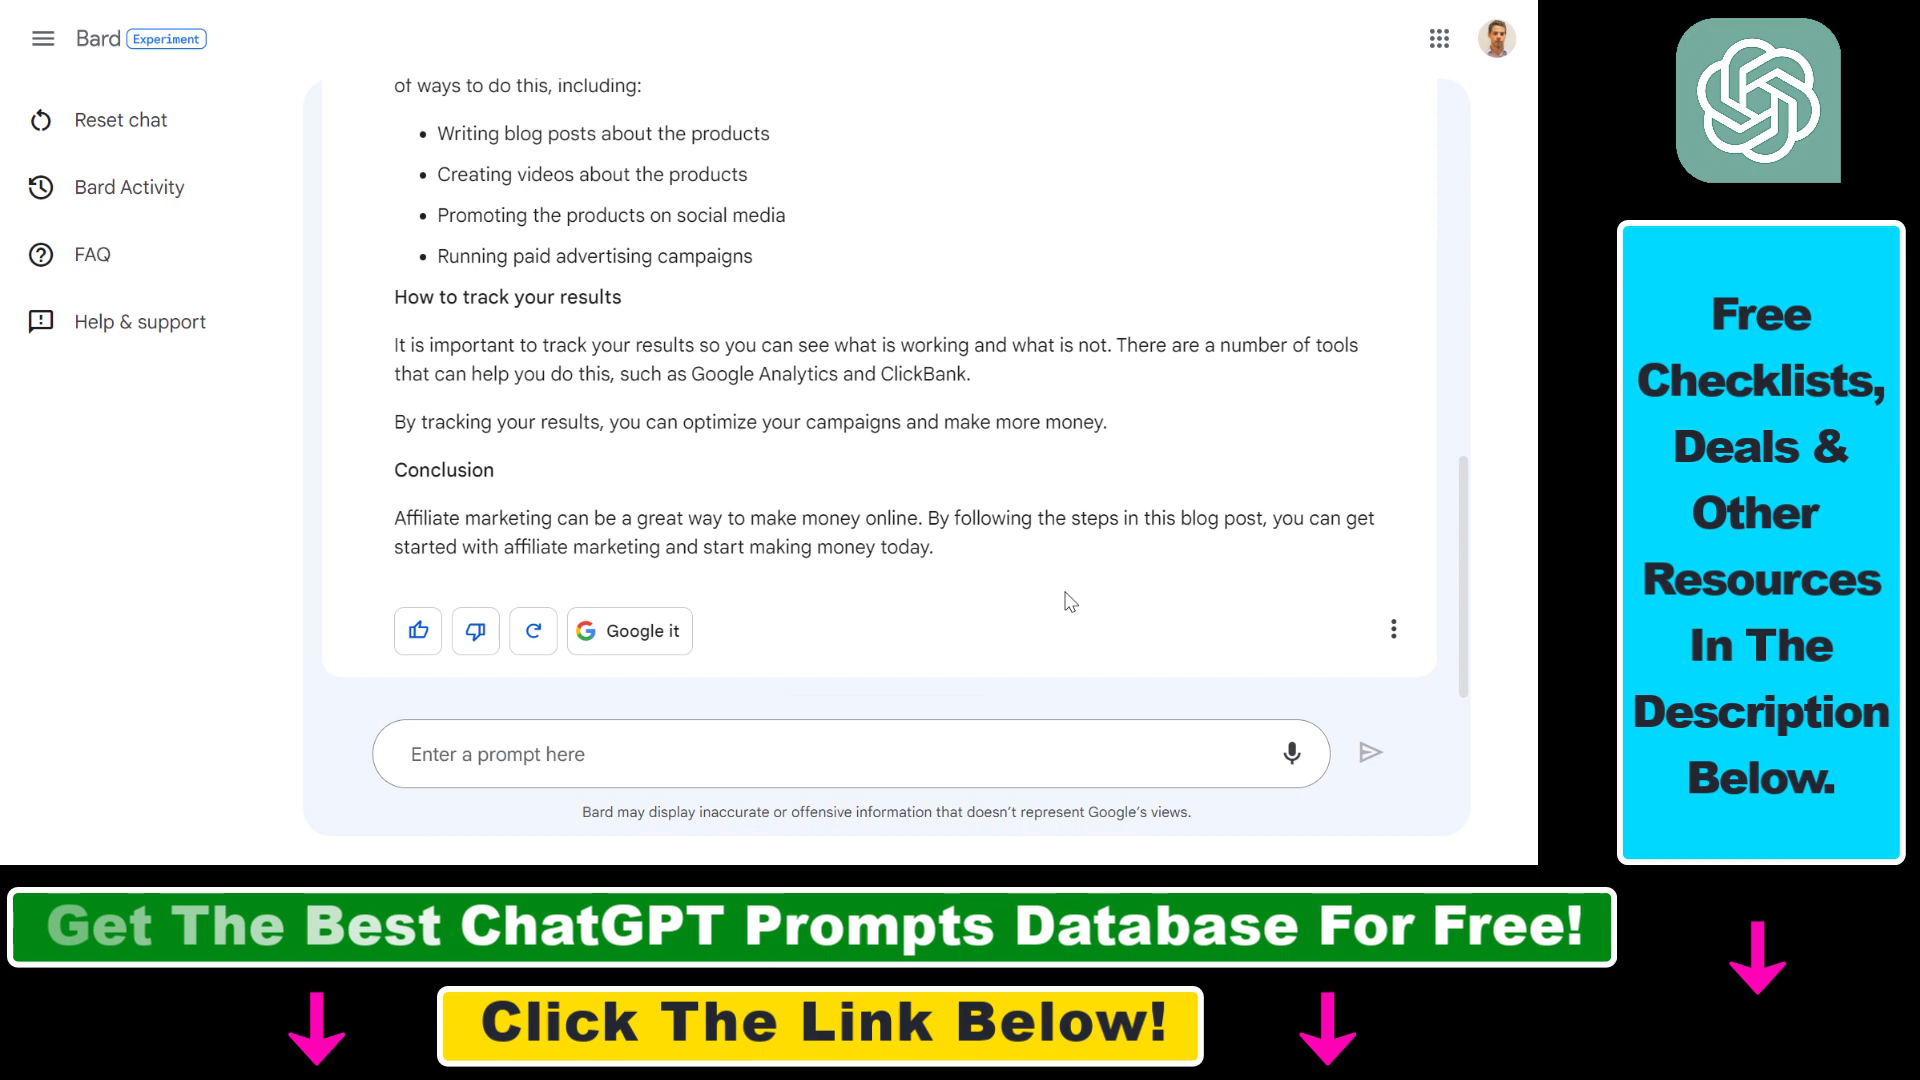 Bard Experiment
Reset chat
Bard Activity
FAQ
Help & support
of ways to do this, including:
• Writing blog posts about the products
• Creating videos about the products
• Promoting the products on social media
• Running paid advertising campaigns
How to track your results
It is important to track your results so you can see what is working and what is not. There are a number of tools
that can help you do this, such as Google Analytics and ClickBank.
By tracking your results, you can optimize your campaigns and make more money.
Conclusion
Affiliate marketing can be a great way to make money online. By following the steps in this blog post, you can get
started with affiliate marketing and start making money today.
Google it
Enter a prompt here
Bard may display inaccurate or offensive information that doesn't represent Google's views.
Free
Checklists,
Deals &
Other
Resources
In The
Description
Below.
Get The Best ChatGPT Prompts Database For Free!
Click The Link Below!